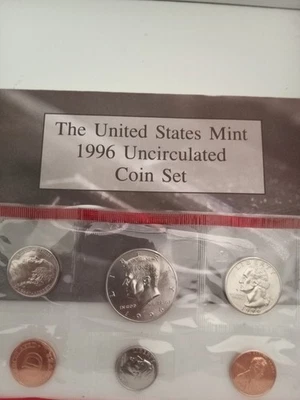 The United States Mint
1996 Uncirculated
Coin Set